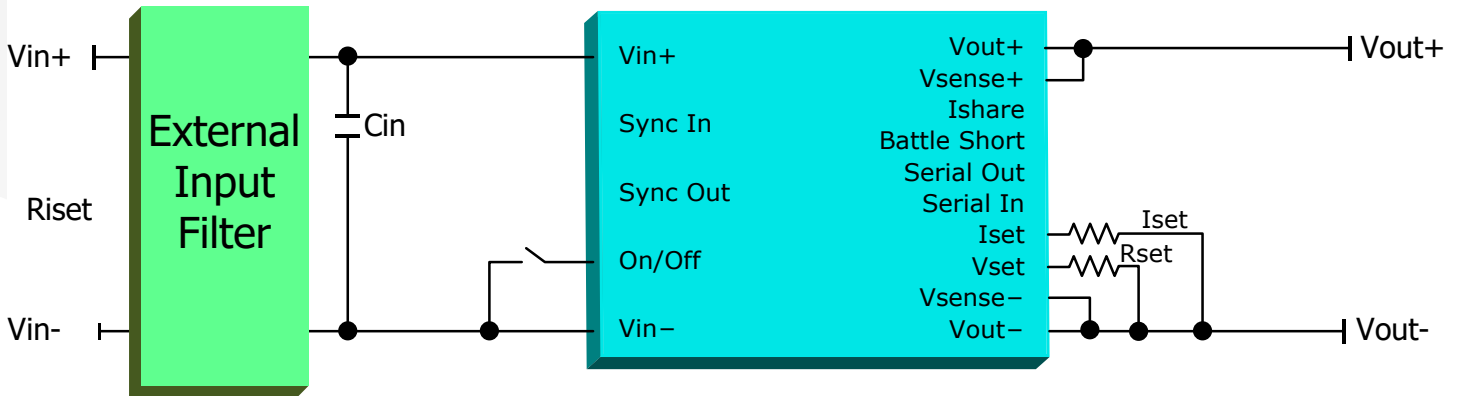 Vin+
External
Input
Filter
Riset
Vin-
Cin
Vin+
Sync In
Sync Out
On/Off
Vin−
Vout+
Vsense+
Ishare
Battle Short
Serial Out
Serial In
Iset
Vset
Vsense−
Vout−
Iset
Rset
Vout+
Vout-